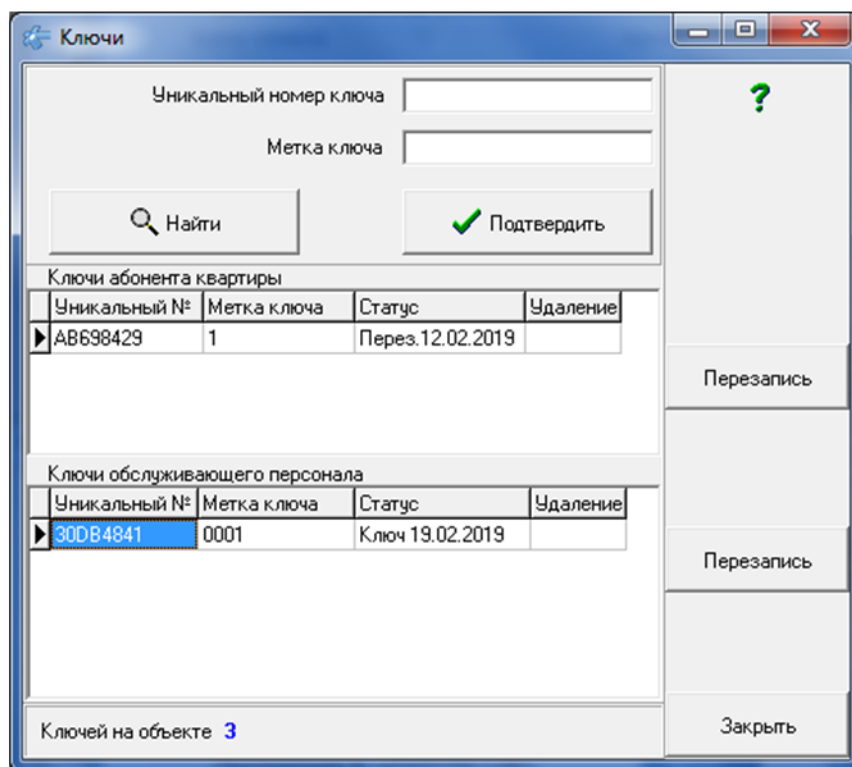 Ключи
Уникальный номер ключа
?
Метка ключа
Найти
Подтвердить
Ключи абонента квартиры
Уникальный № Метка ключа Статус Удаление
AB698429 1 Перез.12.02.2019
Перезапись
Ключи обслуживающего персонала
Уникальный № Метка ключа Статус Удаление
30DB4841 0001 Ключ 19.02.2019
Перезапись
Ключей на объекте 3
Закрыть